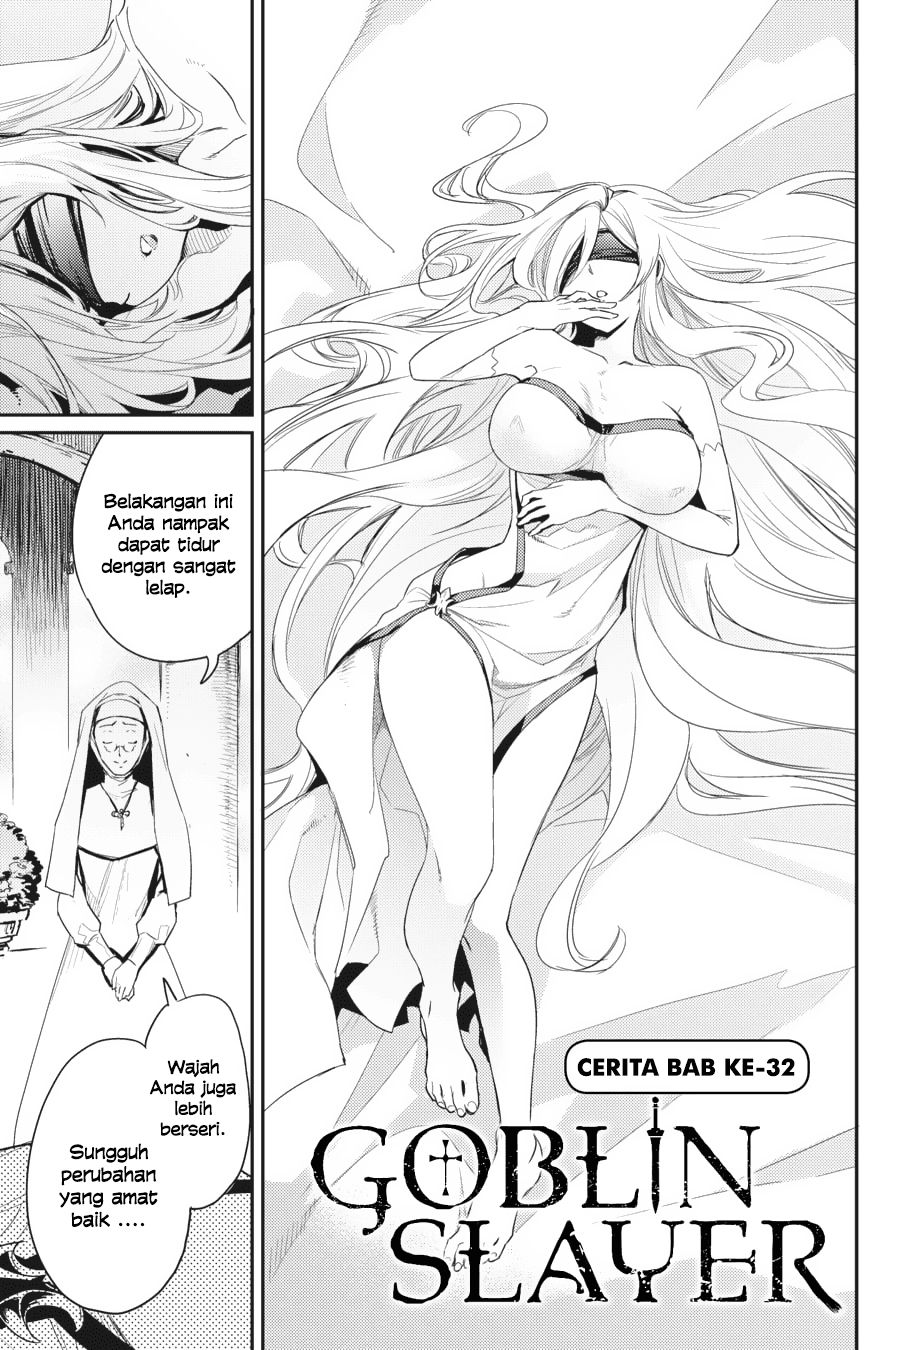 Belakangan ini
Anda nampak
dapat tidur
dengan sangat
lelap.
Wajah
Anda juga
lebih
berseri.
Sungguh
perubahan
yang amat
baik ....
CERITA BAB KE-32
GOBLIN
SLAYER